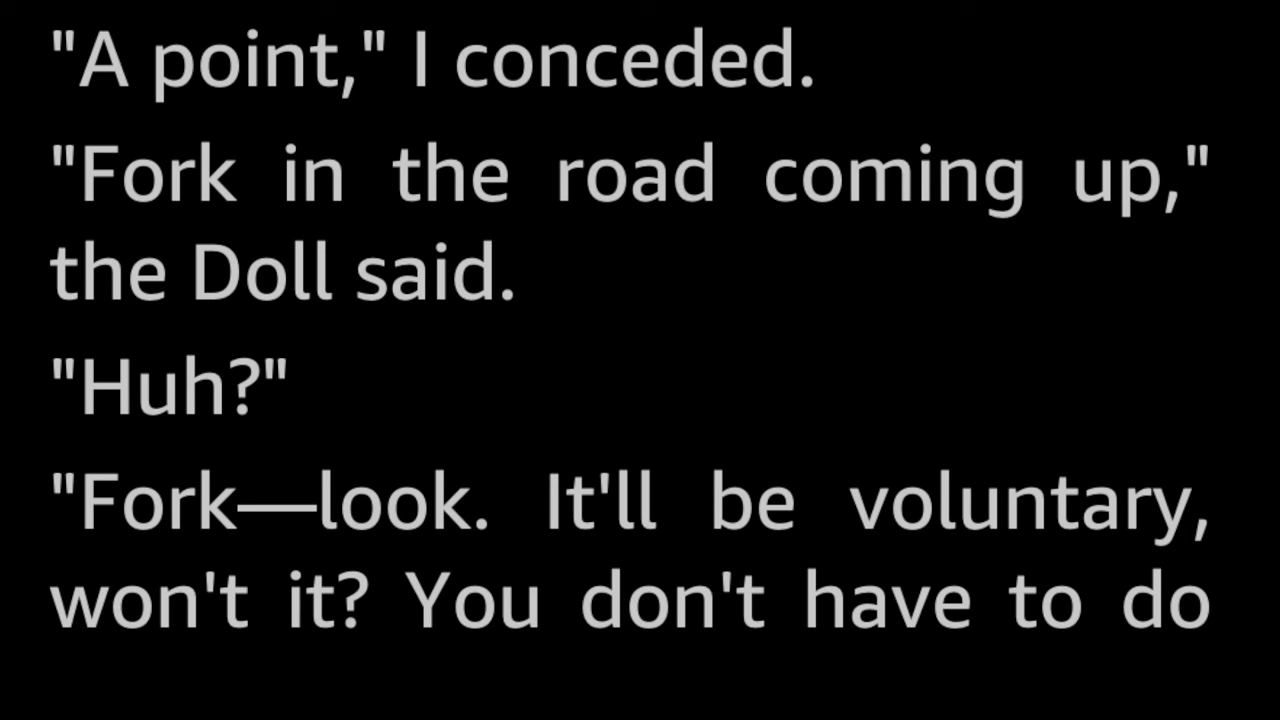 "A point," I conceded.
"Fork in the road coming up,"
the Doll said.
"Huh?"
"Fork—look. It'll be voluntary,
won't it? You don't have to do